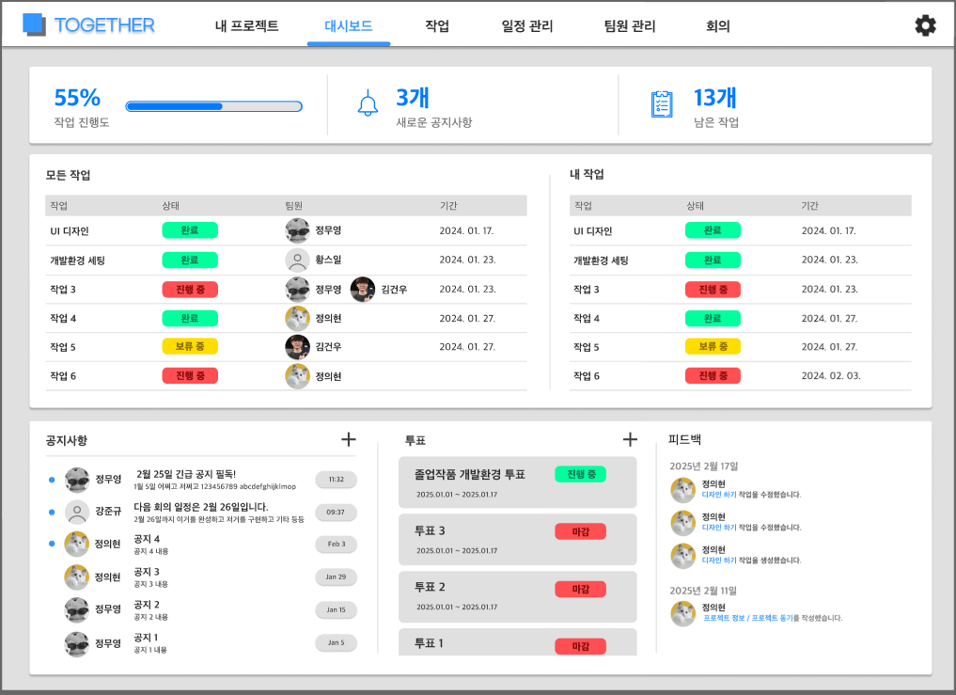 TOGETHER
내 프로젝트 대시보드 작업 일정 관리 팀원 관리 회의
55%
작업 진행도
3개
새로운 공지사항
13개
남은 작업
모든 작업
작업 상태 팀원 기간
UI 디자인 완료 정무영 2024. 01. 17.
개발환경 세팅 완료 황스일 2024. 01. 23.
작업 3 진행 중 정무영 김건우 2024. 01. 23.
작업 4 완료 정의현 2024. 01. 27.
작업 5 보류 중 김건우 2024. 01. 27.
작업 6 진행 중 정의현
내 작업
작업 상태 기간
UI 디자인 완료 2024. 01. 17.
개발환경 세팅 완료 2024. 01. 23.
작업 3 진행 중 2024. 01. 23.
작업 4 완료 2024. 01. 27.
작업 5 보류 중 2024. 01. 27.
작업 6 진행 중 2024. 02. 03.
공지사항
정무영 2월 25일 긴급 공지 필독! 11:32
1월 5일 어쩌고 저쩌고 123456789 abcdefghijklmop
강준규 다음 회의 일정은 2월 26일입니다. 09:37
2월 26일까지 이거를 완성하고 저거를 구현하고 기타 등등
정의현 공지 4 Feb 3
공지 4 내용
정의현 공지 3 Jan 29
공지 3 내용
정무영 공지 2 Jan 15
공지 2 내용
정무영 공지 1 Jan 5
공지 1 내용
투표
졸업작품 개발환경 투표 진행 중
2025.01.01 ~ 2025.01.17
투표 3 마감
2025.01.01 ~ 2025.01.17
투표 2 마감
2025.01.01 ~ 2025.01.17
투표 1 마감
피드백
2025년 2월 17일
정의현
디자인 하기 작업을 수정했습니다.
정의현
디자인 하기 작업을 수정했습니다.
정의현
디자인 하기 작업을 생성했습니다.
2025년 2월 11일
정의현
프로젝트 정보 / 프로젝트 동기를 작성했습니다.